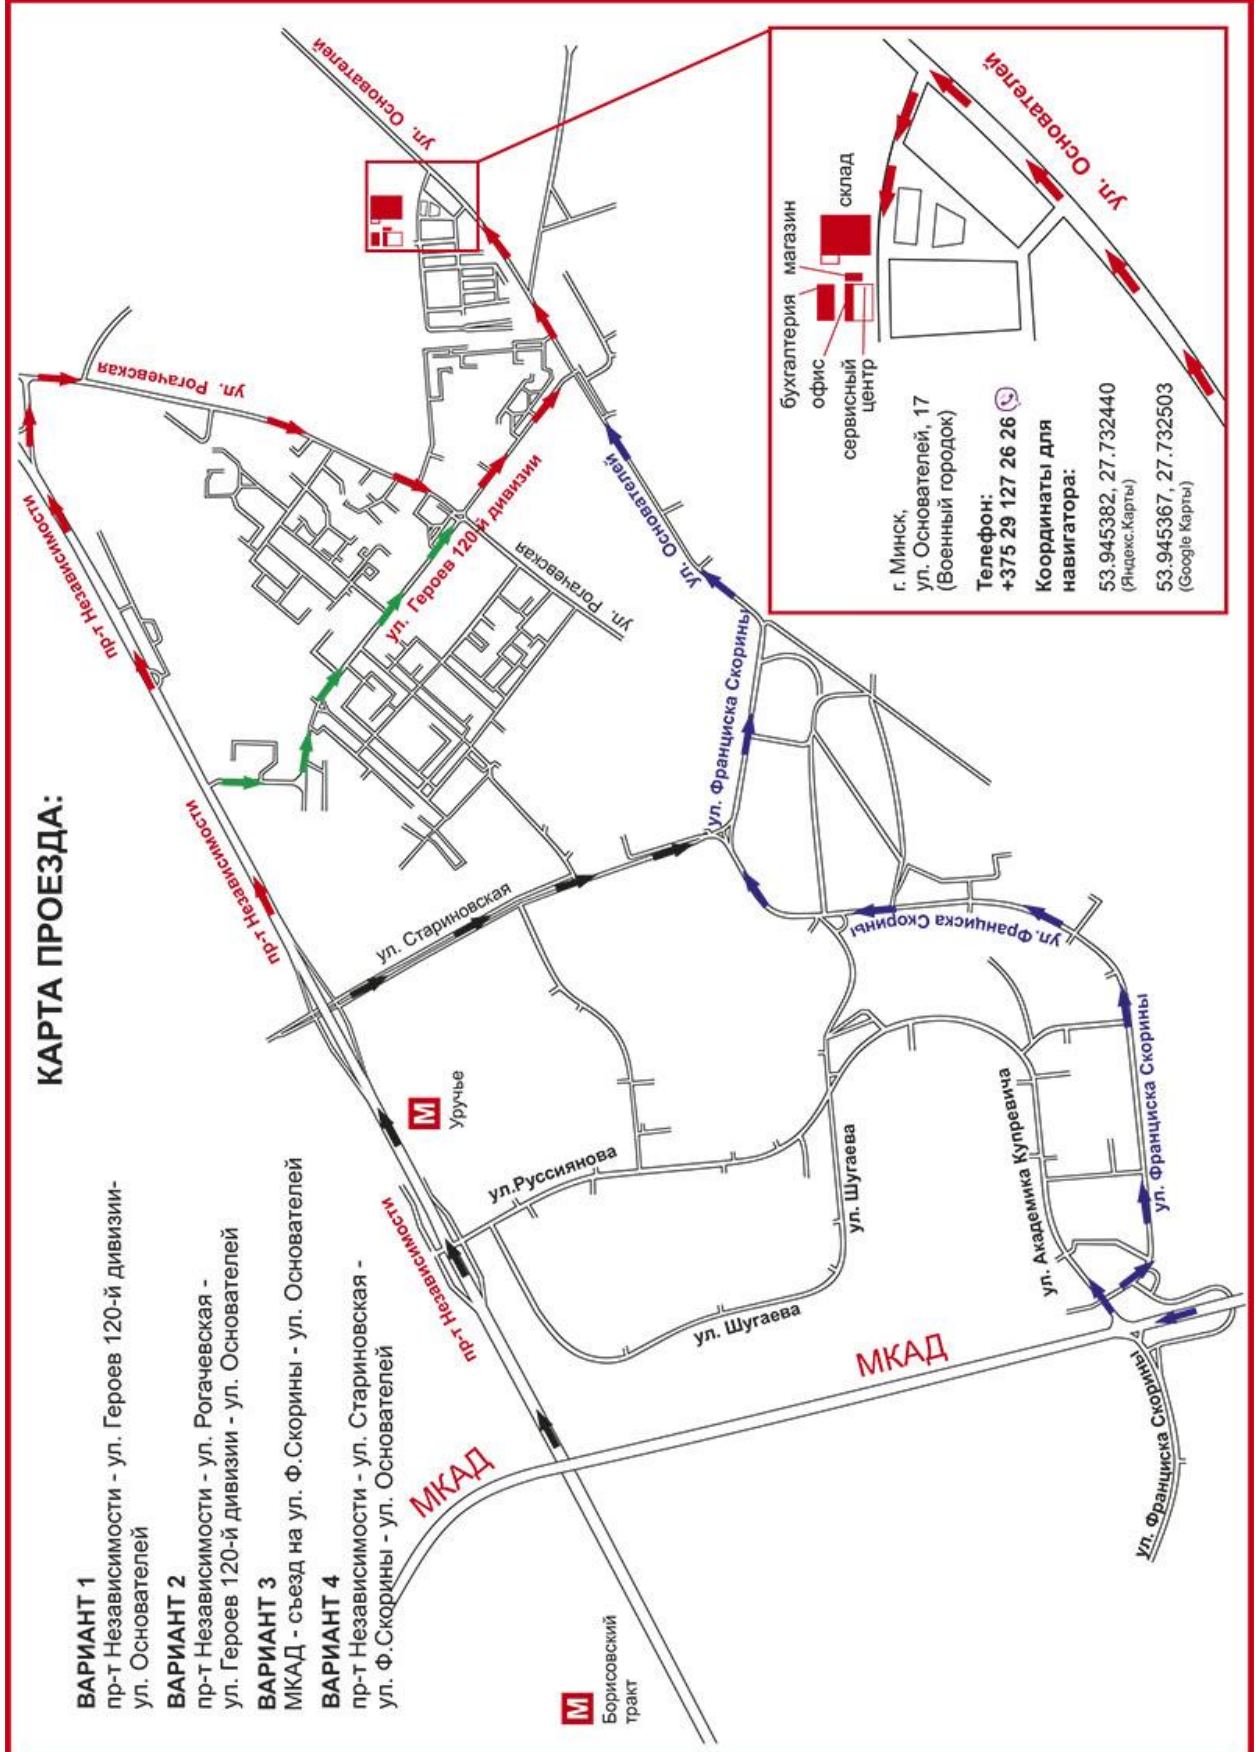 КАРТА ПРОЕЗДА:
ВАРИАНТ 1
пр-т Независимости - ул. Героев 120-й дивизии-
ул. Основателей
ВАРИАНТ 2
пр-т Независимости - ул. Рогачевская -
ул. Героев 120-й дивизии - ул. Основателей
ВАРИАНТ 3
МКАД - съезд на ул. Ф.Скорины - ул. Основателей
ВАРИАНТ 4
пр-т Независимости - ул. Стариновская -
ул. Ф.Скорины - ул. Основателей
М
Борисовский
тракт
МКАД
МКАД
пр-т Независимости
М
Уручье
пр-т Независимости
пр-т Независимости
пр-т Независимости
ул. Рогачевская
ул. Героев 120-й дивизии
ул. Рогачевская
ул. Основателей
ул. Стариновская
ул.Руссиянова
ул. Шугаева
ул. Шугаева
ул. Академика Купревича
ул. Франциска Скорины
ул. Франциска Скорины
ул.Франциска Скорины
ул. Франциска Скорины
ул. Основателей
бухгалтерия
магазин
офис
склад
сервисный
центр
ул. Основателей
г. Минск,
ул. Основателей, 17
(Военный городок)
Телефон:
+375 29 127 26 26
Координаты для
навигатора:
53.945382, 27.732440
(Яндекс.Карты)
53.945367, 27.732503
(Google Карты)